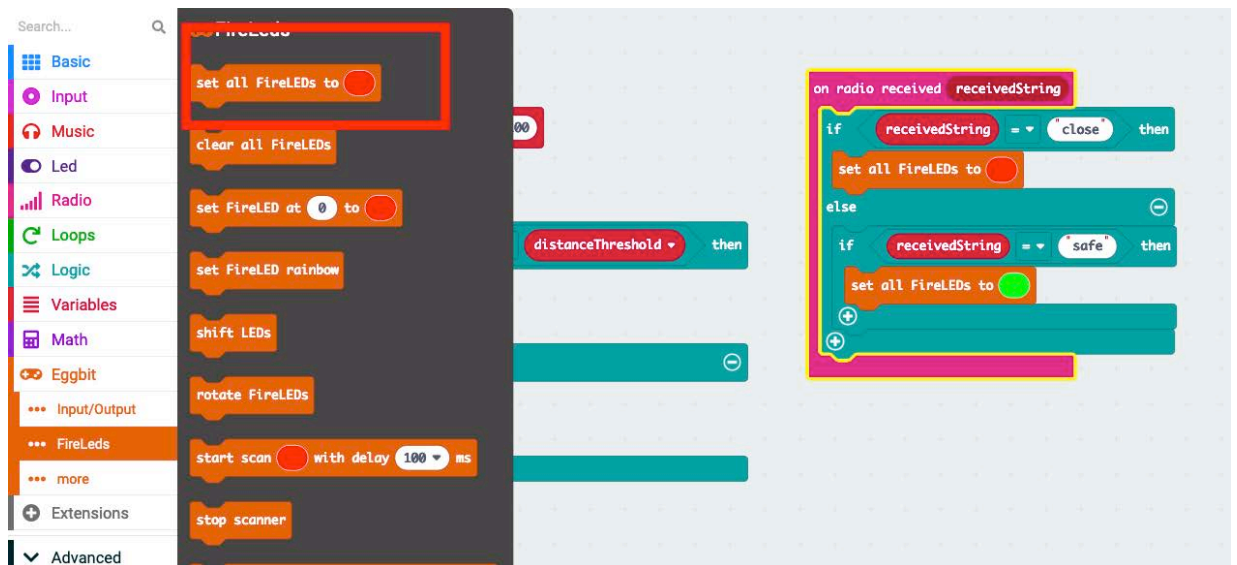 Search...
Basic
Input
Music
Led
Radio
Loops
Logic
Variables
Math
Eggbit
Input/Output
FireLeds
more
Extensions
Advanced
FireLeds
set all FireLEDs to
clear all FireLEDs
set FireLED at 0 to
set FireLED rainbow
shift LEDs
rotate FireLEDs
start scan with delay 100 ms
stop scanner
00
distanceThreshold then
on radio received receivedString
if receivedString = "close" then
set all FireLEDs to
else
if receivedString = "safe" then
set all FireLEDs to